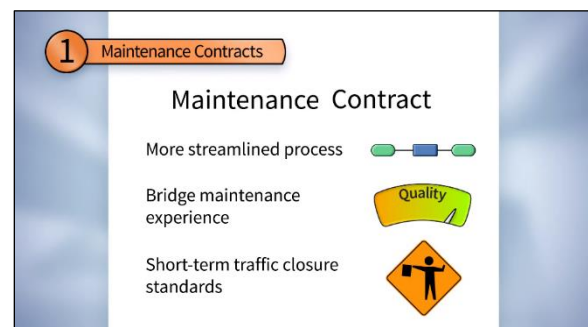 1 Maintenance Contracts
Maintenance Contract
More streamlined process
Bridge maintenance
experience
Quality
Short-term traffic closure
standards